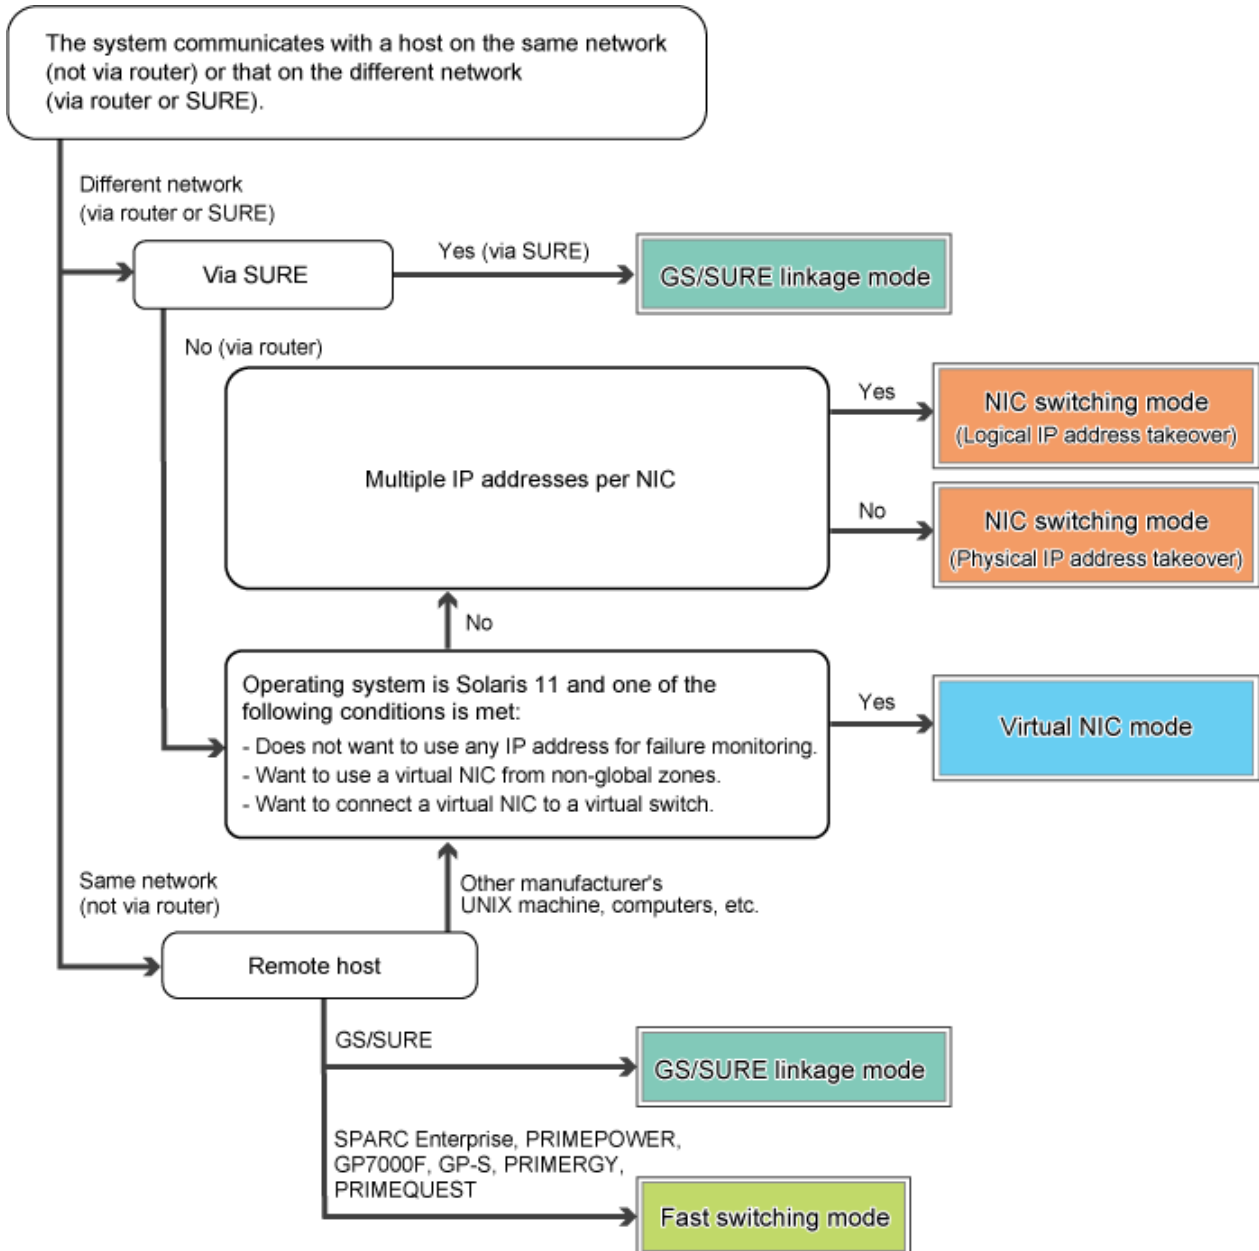 The system communicates with a host on the same network
(not via router) or that on the different network
(via router or SURE).
Different network
(via router or SURE)
Via SURE
Yes (via SURE)
GS/SURE linkage mode
No (via router)
Multiple IP addresses per NIC
Yes
NIC switching mode
(Logical IP address takeover)
No
NIC switching mode
(Physical IP address takeover)
No
Operating system is Solaris 11 and one of the
following conditions is met:
- Does not want to use any IP address for failure monitoring.
- Want to use a virtual NIC from non-global zones.
- Want to connect a virtual NIC to a virtual switch.
Yes
Virtual NIC mode
Same network
(not via router)
Other manufacturer's
UNIX machine, computers, etc.
Remote host
GS/SURE
GS/SURE linkage mode
SPARC Enterprise, PRIMEPOWER,
GP7000F, GP-S, PRIMERGY,
PRIMEQUEST
Fast switching mode